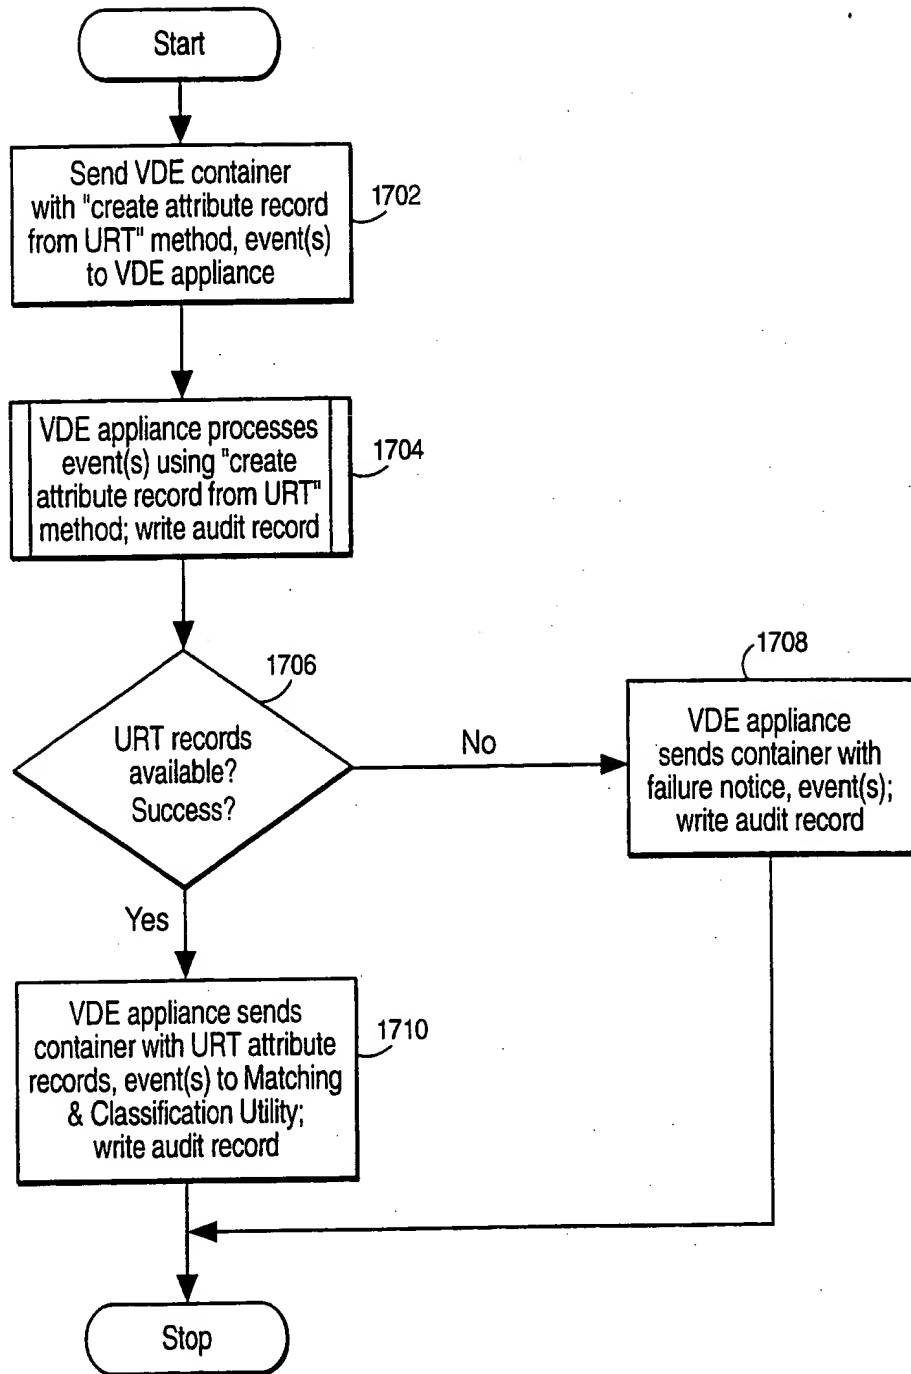 Start
Send VDE container
with "create attribute record
from URT" method, event(s)
to VDE appliance
1702
VDE appliance processes
event(s) using "create
attribute record from URT"
method; write audit record
1704
1706
URT records
available?
Success?
No
1708
VDE appliance
sends container with
failure notice, event(s);
write audit record
Yes
VDE appliance sends
container with URT attribute
records, event(s) to Matching
& Classification Utility;
write audit record
1710
Stop